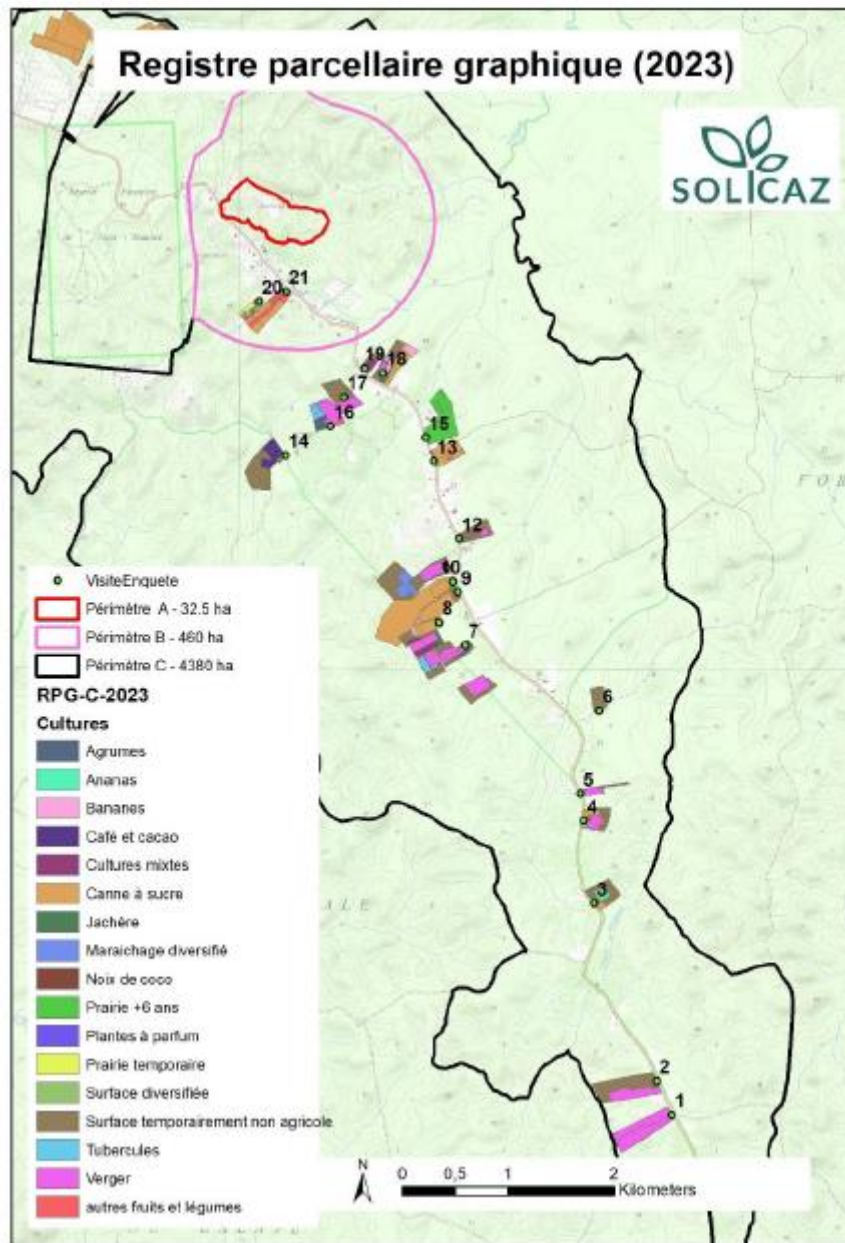 Registre parcellaire graphique (2023)
SOLICAZ
21
20
19
18
17
16
15
14
13
12
10
9
8
7
6
5
4
3
2
1
VisiteEnquete
Périmètre A - 32.5 ha
Périmètre B - 460 ha
Périmètre C - 4380 ha
RPG-C-2023
Cultures
Agrumes
Ananas
Bananes
Café et cacao
Cultures mixtes
Canne à sucre
Jachère
Maraichage diversifié
Noix de coco
Prairie +6 ans
Plantes à parfum
Prairie temporaire
Surface diversifiée
Surface temporairement non agricole
Tubercules
Verger
autres fruits et légumes
N
0 0,5 1 2
Kilometers